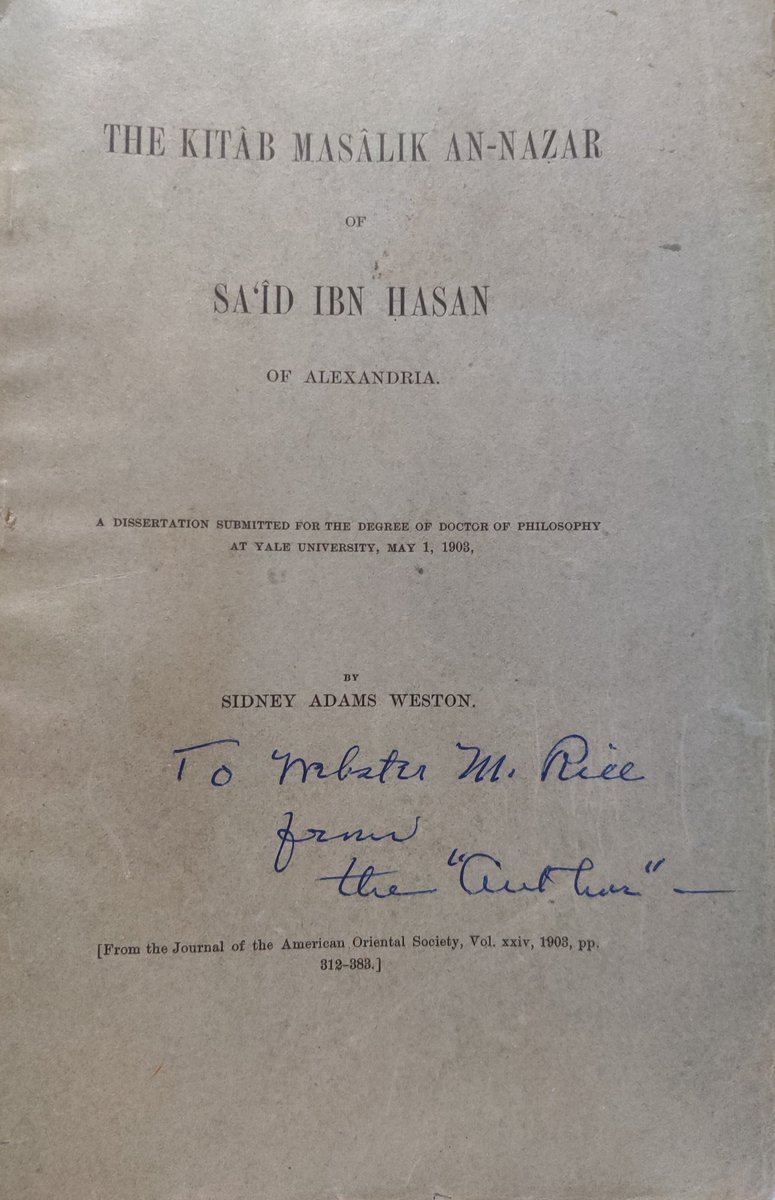 THE KITÂB MASÂLIK AN-NAẒAR
OF
SA‘ÎD IBN ḤASAN
OF ALEXANDRIA.
A DISSERTATION SUBMITTED FOR THE DEGREE OF DOCTOR OF PHILOSOPHY
AT YALE UNIVERSITY, MAY 1, 1903,
BY
SIDNEY ADAMS WESTON.
To Webster M. Rice
from
the "Author" —
[From the Journal of the American Oriental Society, Vol. xxiv, 1903, pp.
312–383.]